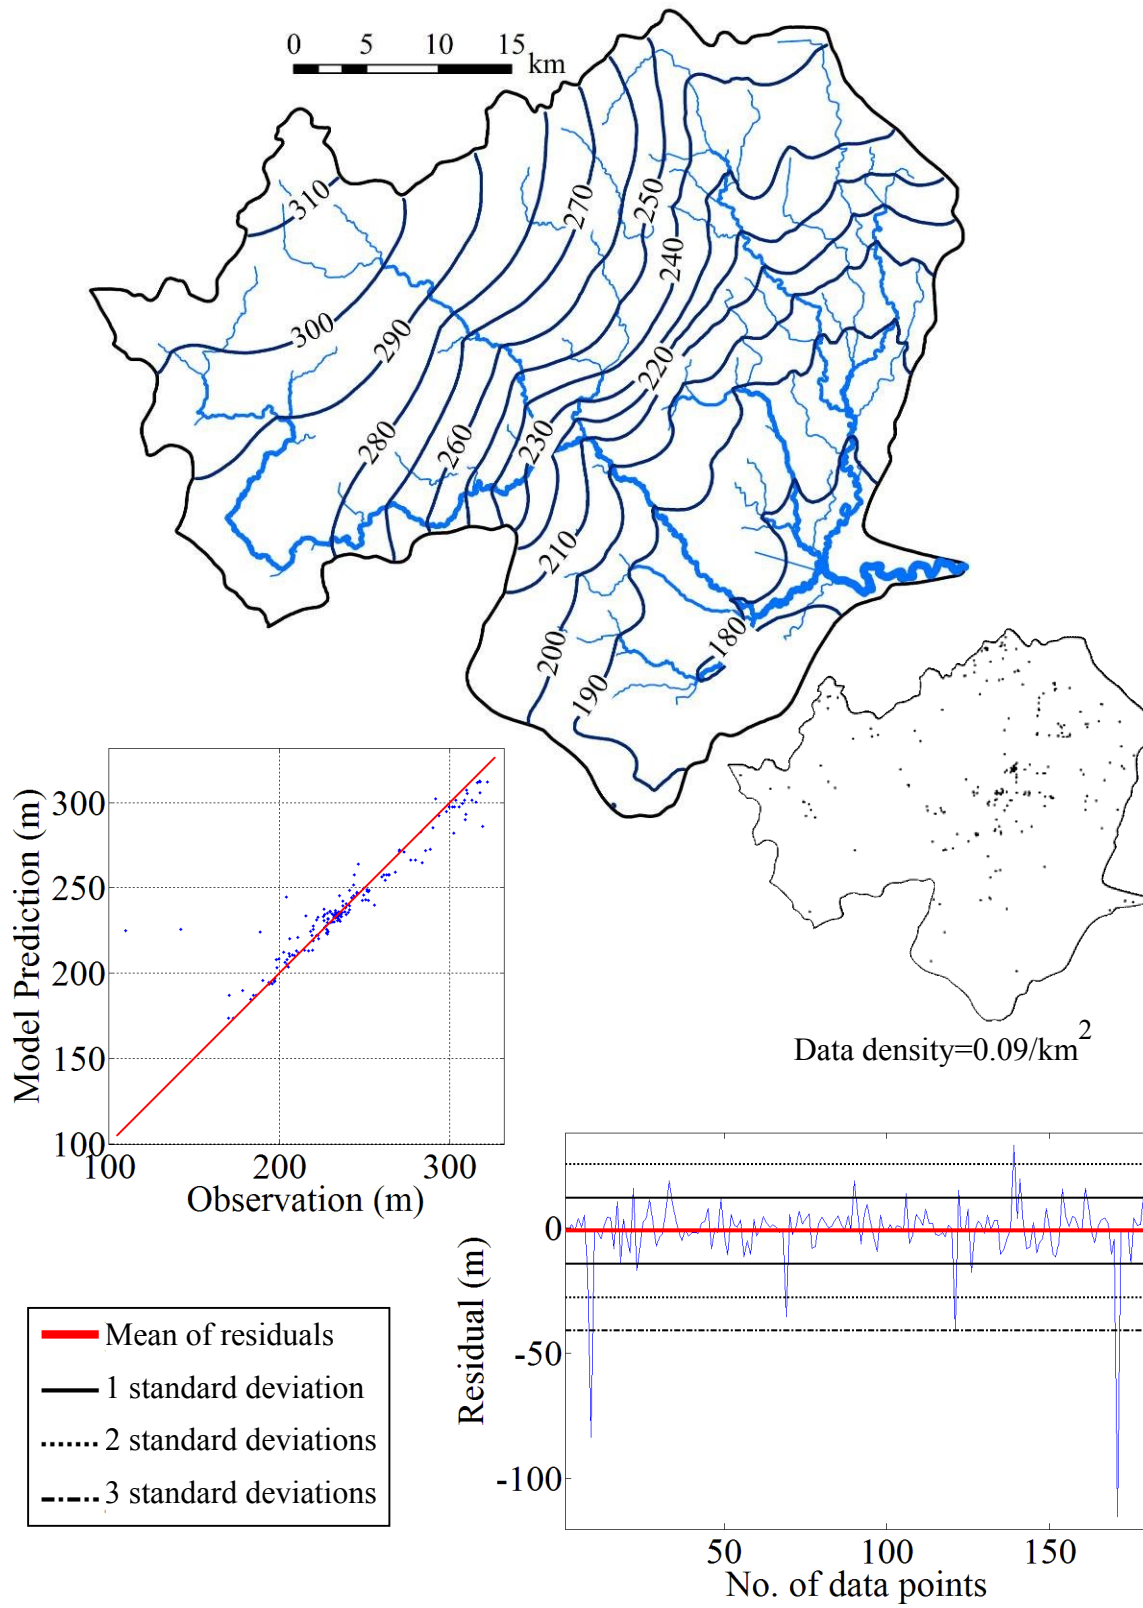 0 5 10 15 km
310
300
290
280
270
260
250
240
230
220
210
200
190
180
Data density=0.09/km2
Model Prediction (m)
300
250
200
150
100
100 200 300
Observation (m)
Residual (m)
0
-50
-100
50 100 150
No. of data points
Mean of residuals
1 standard deviation
2 standard deviations
3 standard deviations